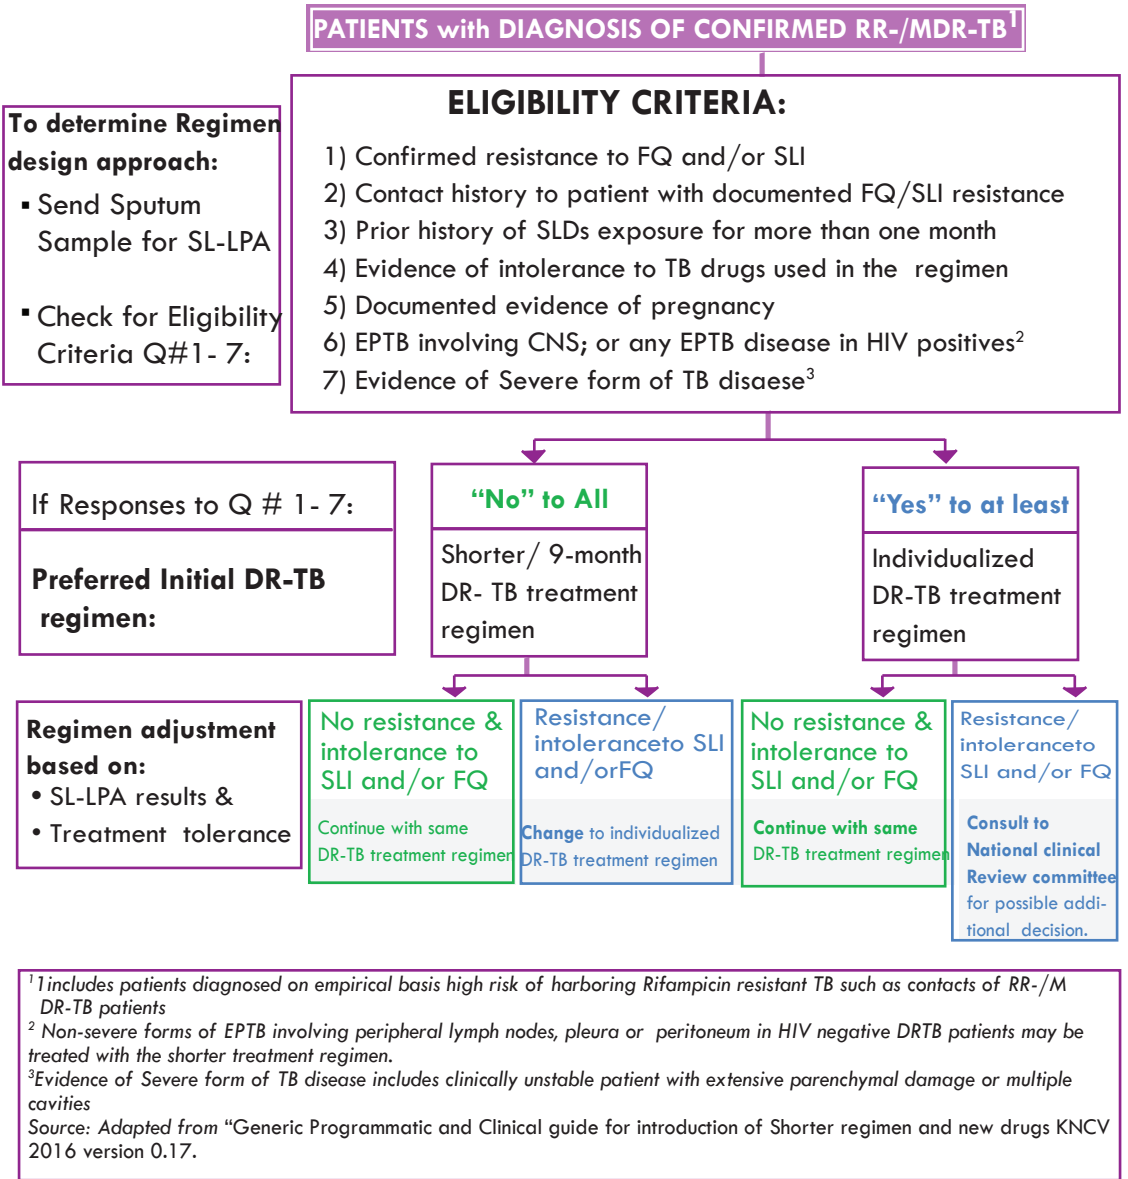 PATIENTS with DIAGNOSIS OF CONFIRMED RR-/MDR-TB1
To determine Regimen
design approach:
▪ Send Sputum
Sample for SL-LPA
▪ Check for Eligibility
Criteria Q#1- 7:
ELIGIBILITY CRITERIA:
1) Confirmed resistance to FQ and/or SLI
2) Contact history to patient with documented FQ/SLI resistance
3) Prior history of SLDs exposure for more than one month
4) Evidence of intolerance to TB drugs used in the regimen
5) Documented evidence of pregnancy
6) EPTB involving CNS; or any EPTB disease in HIV positives2
7) Evidence of Severe form of TB disaese3
If Responses to Q # 1- 7:
Preferred Initial DR-TB
regimen:
“No” to All
Shorter/ 9-month
DR- TB treatment
regimen
“Yes” to at least
Individualized
DR-TB treatment
regimen
Regimen adjustment
based on:
• SL-LPA results &
• Treatment tolerance
No resistance &
intolerance to
SLI and/or FQ
Continue with same
DR-TB treatment regimen
Resistance/
intoleranceto SLI
and/orFQ
Change to individualized
DR-TB treatment regimen
No resistance &
intolerance to
SLI and/or FQ
Continue with same
DR-TB treatment regimen
Resistance/
intoleranceto
SLI and/or FQ
Consult to
National clinical
Review committee
for possible addi-
tional decision.
1 1includes patients diagnosed on empirical basis high risk of harboring Rifampicin resistant TB such as contacts of RR-/M
DR-TB patients
2 Non-severe forms of EPTB involving peripheral lymph nodes, pleura or peritoneum in HIV negative DRTB patients may be
treated with the shorter treatment regimen.
3Evidence of Severe form of TB disease includes clinically unstable patient with extensive parenchymal damage or multiple
cavities
Source: Adapted from “Generic Programmatic and Clinical guide for introduction of Shorter regimen and new drugs KNCV
2016 version 0.17.